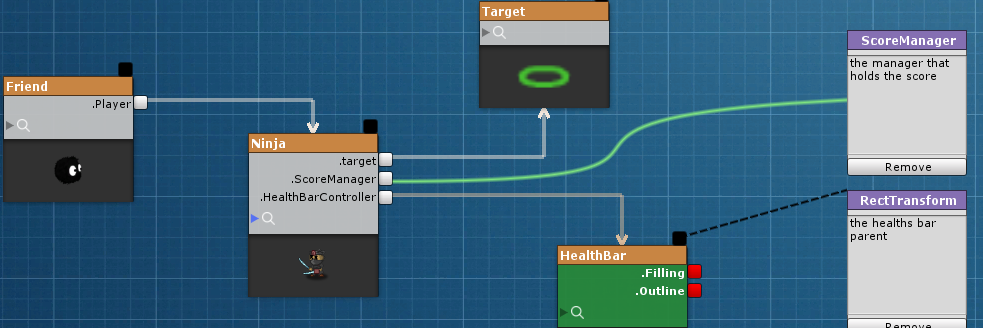 Target
ScoreManager
the manager that
holds the score
Friend
.Player
Ninja
.target
.ScoreManager
.HealthBarController
Remove
RectTransform
the healths bar
parent
HealthBar
.Filling
.Outline
Remove